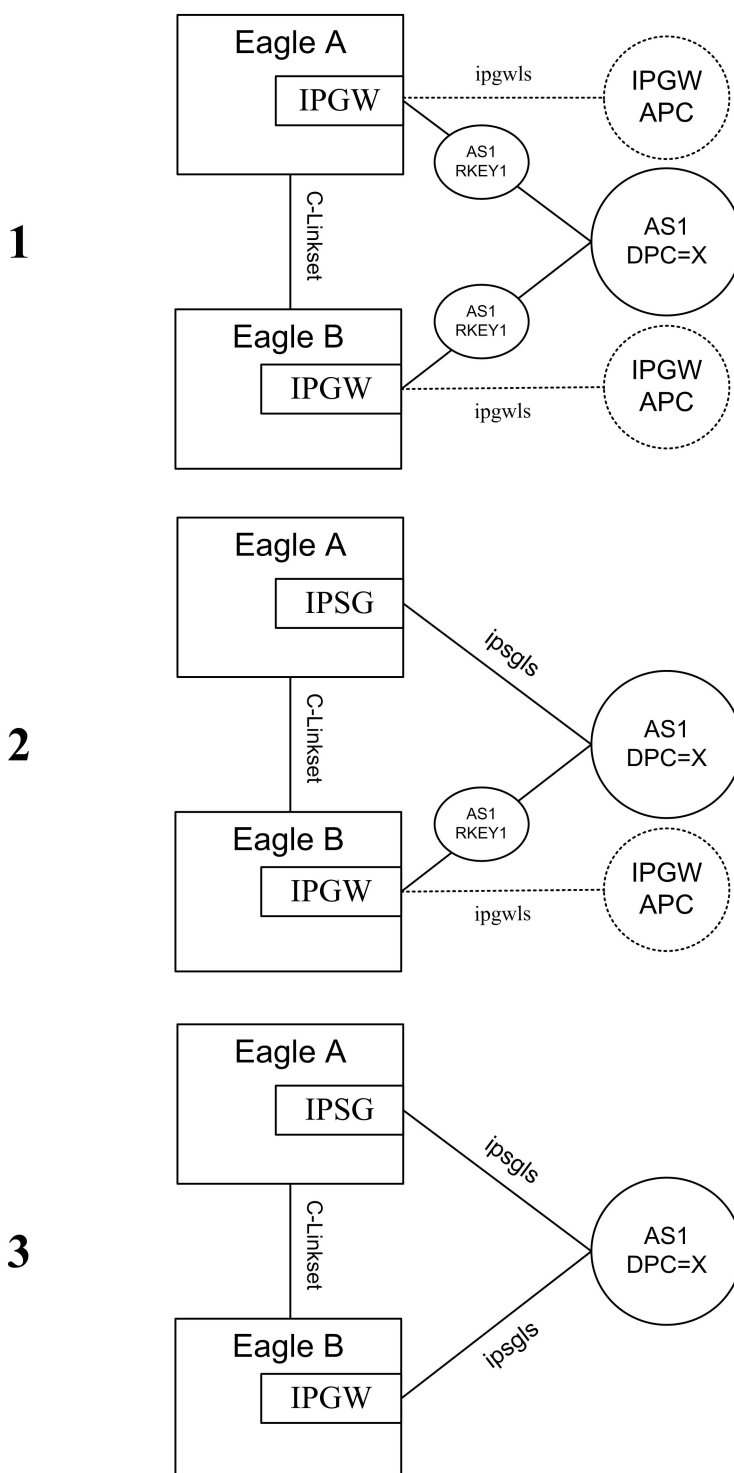 1
Eagle A
IPGW
ipgwls
IPGW
APC
AS1
RKEY1
C-Linkset
AS1
DPC=X
AS1
RKEY1
Eagle B
IPGW
ipgwls
IPGW
APC
2
Eagle A
IPSG
ipsgls
C-Linkset
AS1
DPC=X
AS1
RKEY1
Eagle B
IPGW
ipgwls
IPGW
APC
3
Eagle A
IPSG
ipsgls
C-Linkset
AS1
DPC=X
ipsgls
Eagle B
IPGW